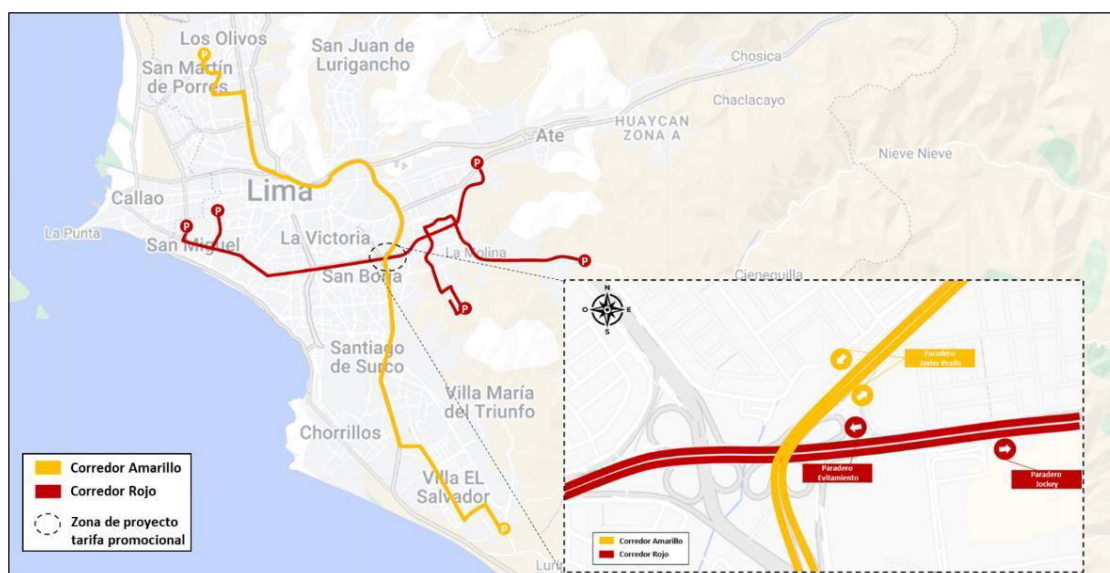 Los Olivos
San Juan de
Lurigancho
San Martín
de Porres
P
Chosica
Chaclacayo
HUAYCAN
ZONA A
Ate
Nieve Nieve
P
Lima
Callao
P
P
La Punta
San Miguel
La Victoria
La Molina
San Borja
P
Cieneguilla
P
Santiago
de Surco
Villa María
del Triunfo
Chorrillos
Villa EL
Salvador
P
Lurín
Corredor Amarillo
Corredor Rojo
Zona de proyecto
tarifa promocional
N
O
E
S
Paradero
Javier Prado
Paradero
Evitamiento
Paradero
Jockey
Corredor Amarillo
Corredor Rojo